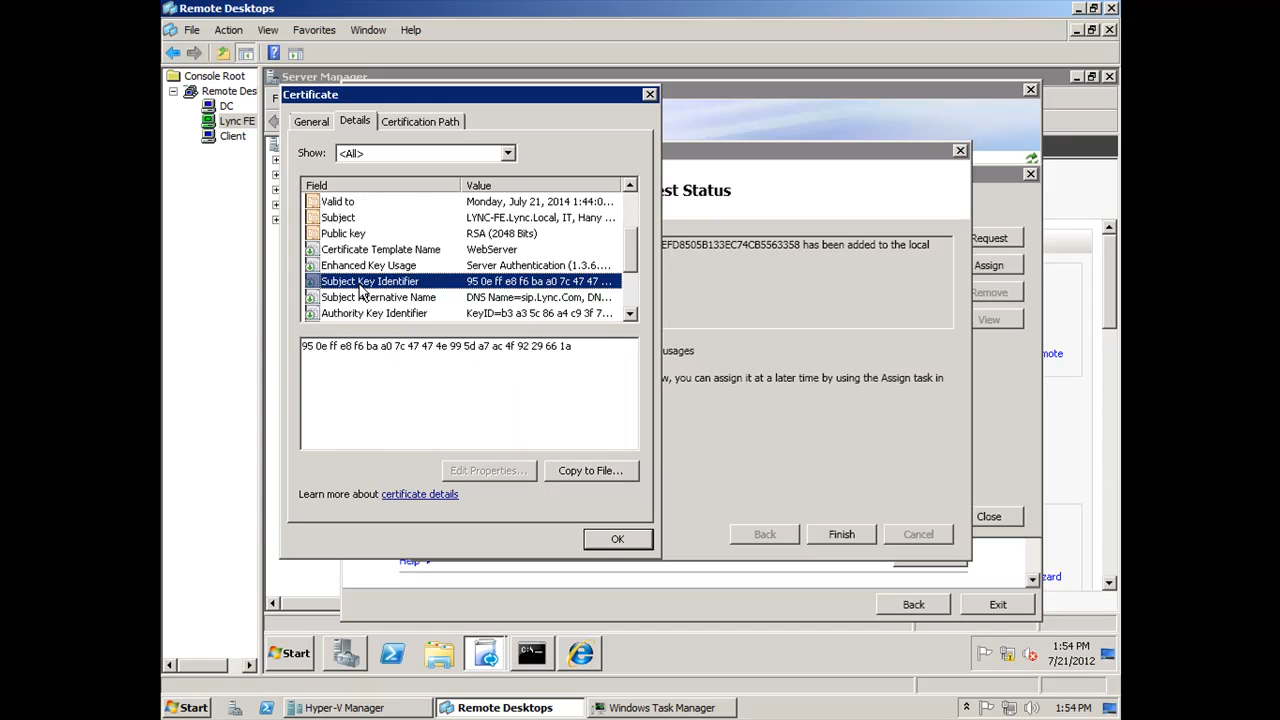 Remote Desktops
File Action View Favorites Window Help
Console Root
Remote Des
DC
Lync FE
Client
Server Manager
F
Certificate
General Details Certification Path
Show: <All>
Field Value
Valid to Monday, July 21, 2014 1:44:0...
Subject LYNC-FE.Lync.Local, IT, Hany ...
Public key RSA (2048 Bits)
Certificate Template Name WebServer
Enhanced Key Usage Server Authentication (1.3.6....
Subject Key Identifier 95 0e ff e8 f6 ba a0 7c 47 47 ...
Subject Alternative Name DNS Name=sip.Lync.Com, DN...
Authority Key Identifier KeyID=b3 a3 5c 86 a4 c9 3f 7...
95 0e ff e8 f6 ba a0 7c 47 47 4e 99 5d a7 ac 4f 92 29 66 1a
Edit Properties... Copy to File...
Learn more about certificate details
OK
est Status
EFD8505B133EC74CB5563358 has been added to the local
usages
w, you can assign it at a later time by using the Assign task in
Back Finish Cancel
Request
Assign
Remove
View
Close
mote
zard
Help
Back Exit
Start
C:\
1:54 PM
7/21/2012
Start Hyper-V Manager Remote Desktops Windows Task Manager 1:54 PM